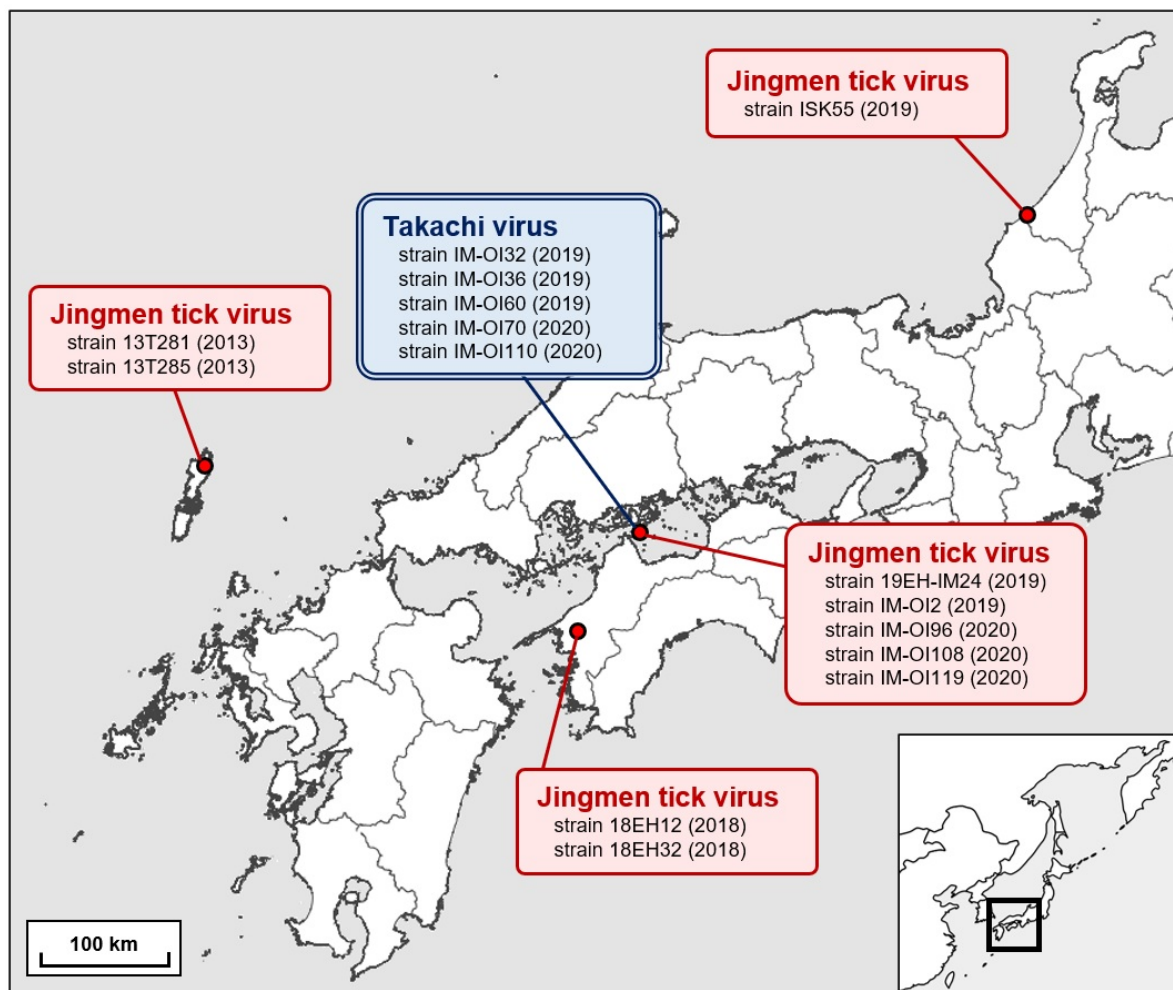 Jingmen tick virus
strain ISK55 (2019)
Takachi virus
strain IM-OI32 (2019)
strain IM-OI36 (2019)
strain IM-OI60 (2019)
strain IM-OI70 (2020)
strain IM-OI110 (2020)
Jingmen tick virus
strain 13T281 (2013)
strain 13T285 (2013)
Jingmen tick virus
strain 19EH-IM24 (2019)
strain IM-OI2 (2019)
strain IM-OI96 (2020)
strain IM-OI108 (2020)
strain IM-OI119 (2020)
Jingmen tick virus
strain 18EH12 (2018)
strain 18EH32 (2018)
100 km